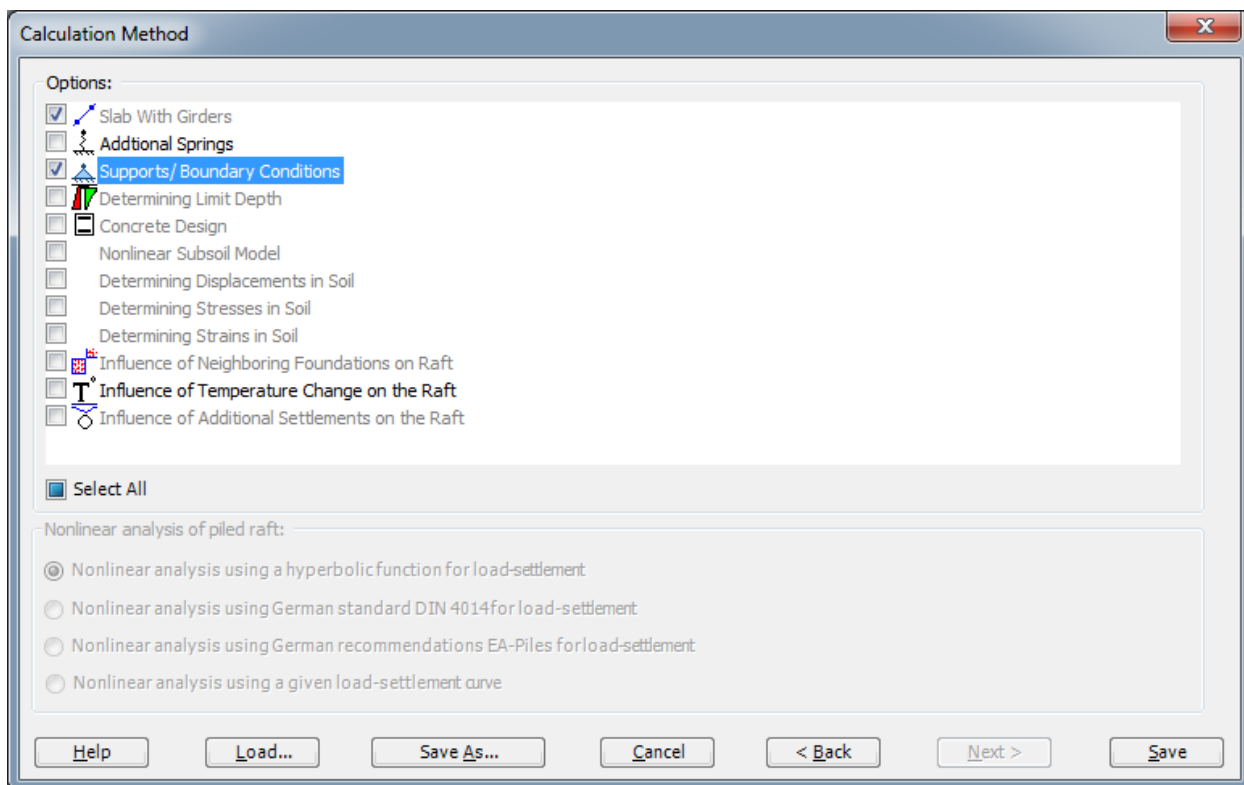 Calculation Method
Options:
Slab With Girders
Addtional Springs
Supports/ Boundary Conditions
Determining Limit Depth
Concrete Design
Nonlinear Subsoil Model
Determining Displacements in Soil
Determining Stresses in Soil
Determining Strains in Soil
Influence of Neighboring Foundations on Raft
Influence of Temperature Change on the Raft
Influence of Additional Settlements on the Raft
Select All
Nonlinear analysis of piled raft:
Nonlinear analysis using a hyperbolic function for load-settlement
Nonlinear analysis using German standard DIN 4014 for load-settlement
Nonlinear analysis using German recommendations EA-Piles for load-settlement
Nonlinear analysis using a given load-settlement curve
Help Load... Save As... Cancel < Back Next > Save